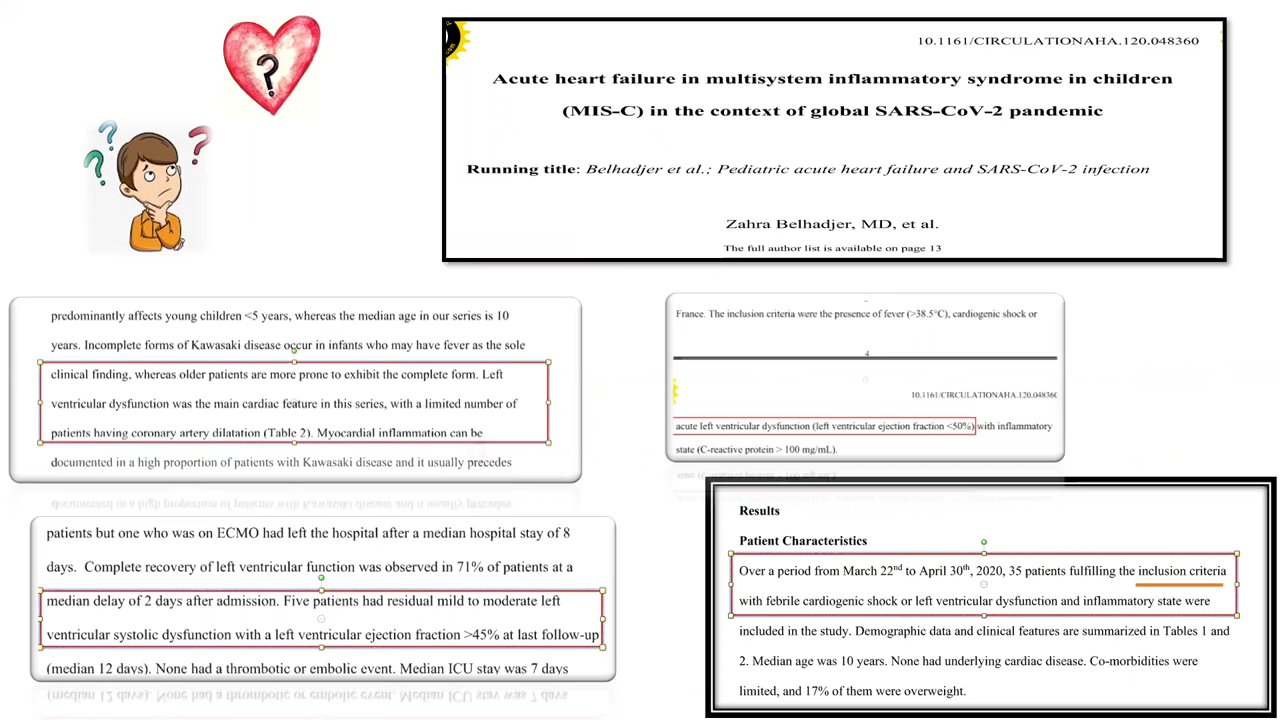 10.1161/CIRCULATIONAHA.120.048360
Acute heart failure in multisystem inflammatory syndrome in children
(MIS-C) in the context of global SARS-CoV-2 pandemic
Running title: Belhadjer et al.; Pediatric acute heart failure and SARS-CoV-2 infection
Zahra Belhadjer, MD, et al.
The full author list is available on page 13
?
? ? ?
predominantly affects young children <5 years, whereas the median age in our series is 10
years. Incomplete forms of Kawasaki disease occur in infants who may have fever as the sole
clinical finding, whereas older patients are more prone to exhibit the complete form. Left
ventricular dysfunction was the main cardiac feature in this series, with a limited number of
patients having coronary artery dilatation (Table 2). Myocardial inflammation can be
documented in a high proportion of patients with Kawasaki disease and it usually precedes
France. The inclusion criteria were the presence of fever (>38.5°C), cardiogenic shock or
4
10.1161/CIRCULATIONAHA.120.04836
acute left ventricular dysfunction (left ventricular ejection fraction <50%) with inflammatory
state (C-reactive protein > 100 mg/mL).
patients but one who was on ECMO had left the hospital after a median hospital stay of 8
days. Complete recovery of left ventricular function was observed in 71% of patients at a
median delay of 2 days after admission. Five patients had residual mild to moderate left
ventricular systolic dysfunction with a left ventricular ejection fraction >45% at last follow-up
(median 12 days). None had a thrombotic or embolic event. Median ICU stay was 7 days
Results
Patient Characteristics
Over a period from March 22nd to April 30th, 2020, 35 patients fulfilling the inclusion criteria
with febrile cardiogenic shock or left ventricular dysfunction and inflammatory state were
included in the study. Demographic data and clinical features are summarized in Tables 1 and
2. Median age was 10 years. None had underlying cardiac disease. Co-morbidities were
limited, and 17% of them were overweight.